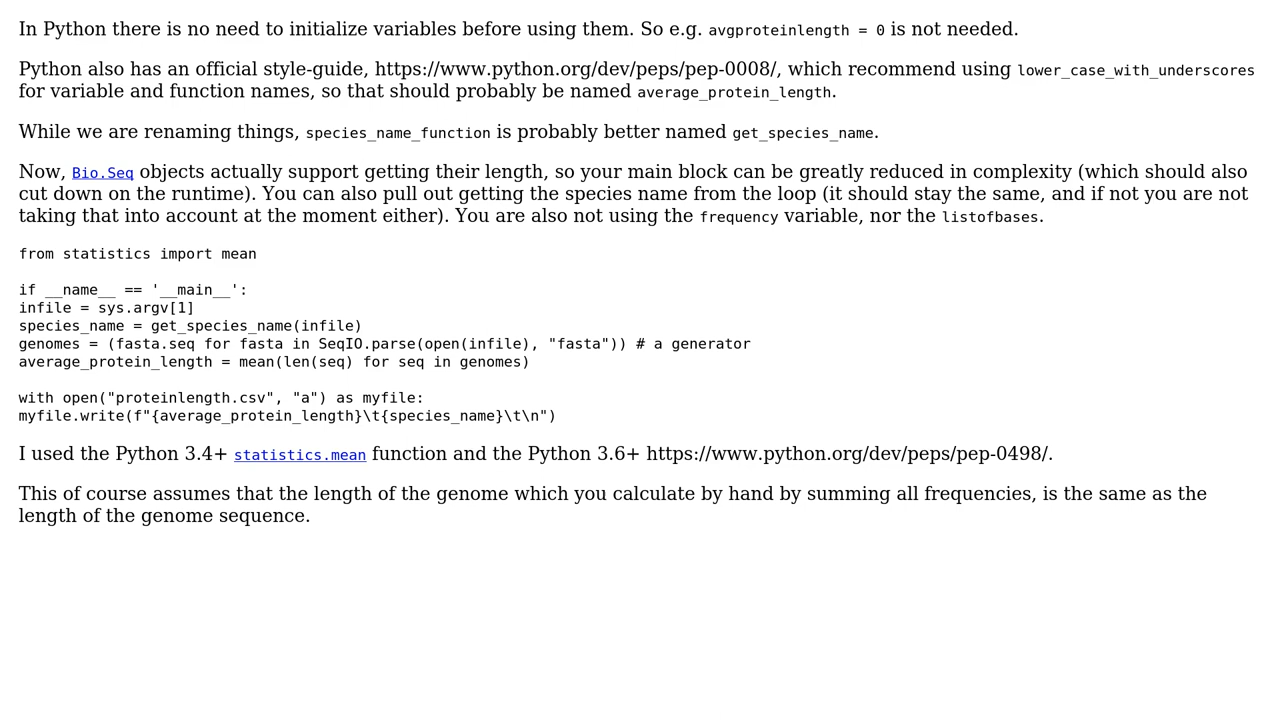 In Python there is no need to initialize variables before using them. So e.g. avgproteinlength = 0 is not needed.
Python also has an official style-guide, https://www.python.org/dev/peps/pep-0008/, which recommend using lower_case_with_underscores
for variable and function names, so that should probably be named average_protein_length.
While we are renaming things, species_name_function is probably better named get_species_name.
Now, Bio.Seq objects actually support getting their length, so your main block can be greatly reduced in complexity (which should also
cut down on the runtime). You can also pull out getting the species name from the loop (it should stay the same, and if not you are not
taking that into account at the moment either). You are also not using the frequency variable, nor the listofbases.
from statistics import mean
if __name__ == '__main__':
infile = sys.argv[1]
species_name = get_species_name(infile)
genomes = (fasta.seq for fasta in SeqIO.parse(open(infile), "fasta")) # a generator
average_protein_length = mean(len(seq) for seq in genomes)
with open("proteinlength.csv", "a") as myfile:
myfile.write(f"{average_protein_length}\t{species_name}\t\n")
I used the Python 3.4+ statistics.mean function and the Python 3.6+ https://www.python.org/dev/peps/pep-0498/.
This of course assumes that the length of the genome which you calculate by hand by summing all frequencies, is the same as the
length of the genome sequence.